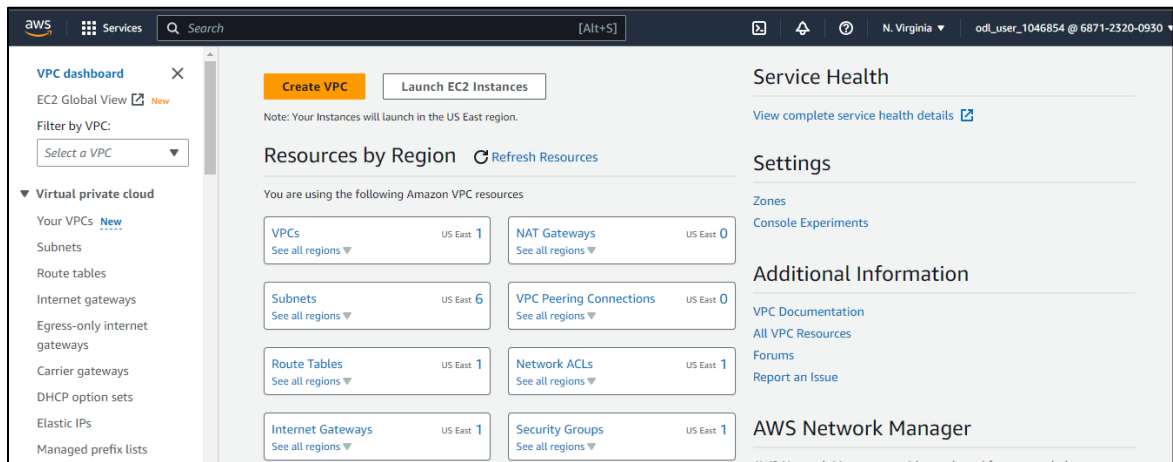 aws Services Search [Alt+S] N. Virginia odl_user_1046854 @ 6871-2320-0930
VPC dashboard
EC2 Global View New
Filter by VPC:
Select a VPC
Virtual private cloud
Your VPCs New
Subnets
Route tables
Internet gateways
Egress-only internet
gateways
Carrier gateways
DHCP option sets
Elastic IPs
Managed prefix lists
Create VPC Launch EC2 Instances
Note: Your Instances will launch in the US East region.
Resources by Region Refresh Resources
You are using the following Amazon VPC resources
VPCs US East 1
See all regions
NAT Gateways US East 0
See all regions
Subnets US East 6
See all regions
VPC Peering Connections US East 0
See all regions
Route Tables US East 1
See all regions
Network ACLs US East 1
See all regions
Internet Gateways US East 1
See all regions
Security Groups US East 1
See all regions
Service Health
View complete service health details
Settings
Zones
Console Experiments
Additional Information
VPC Documentation
All VPC Resources
Forums
Report an Issue
AWS Network Manager